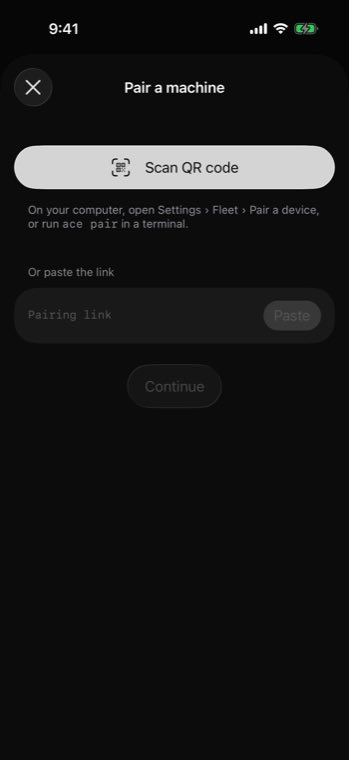 9:41
Pair a machine
Scan QR code
On your computer, open Settings › Fleet › Pair a device,
or run ace pair in a terminal.
Or paste the link
Pairing link
Paste
Continue